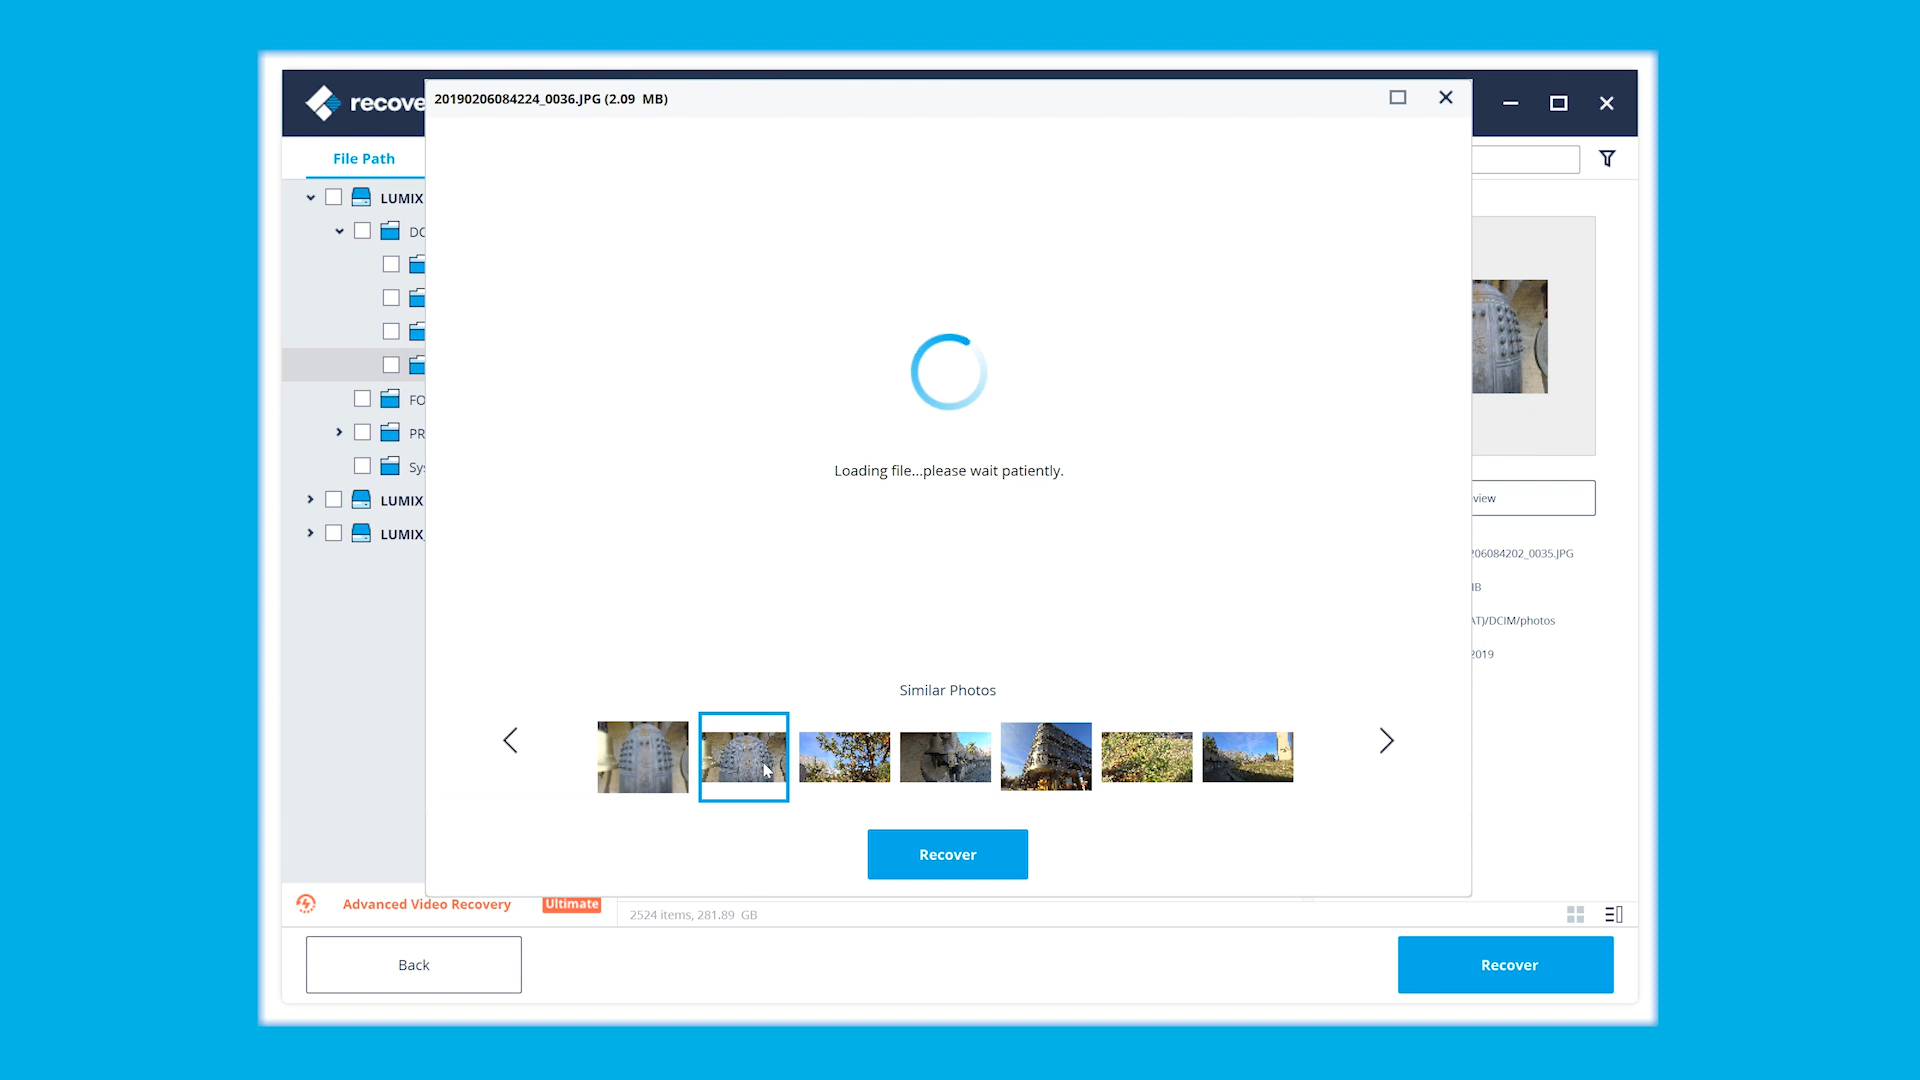 recove
20190206084224_0036.JPG (2.09 MB)
File Path
LUMIX
DC
FO
PR
Sys
LUMIX
LUMIX_
Loading file...please wait patiently.
view
206084202_0035.JPG
AT)/DCIM/photos
2019
Similar Photos
Recover
Advanced Video Recovery
Ultimate
2524 items, 281.89 GB
Back
Recover